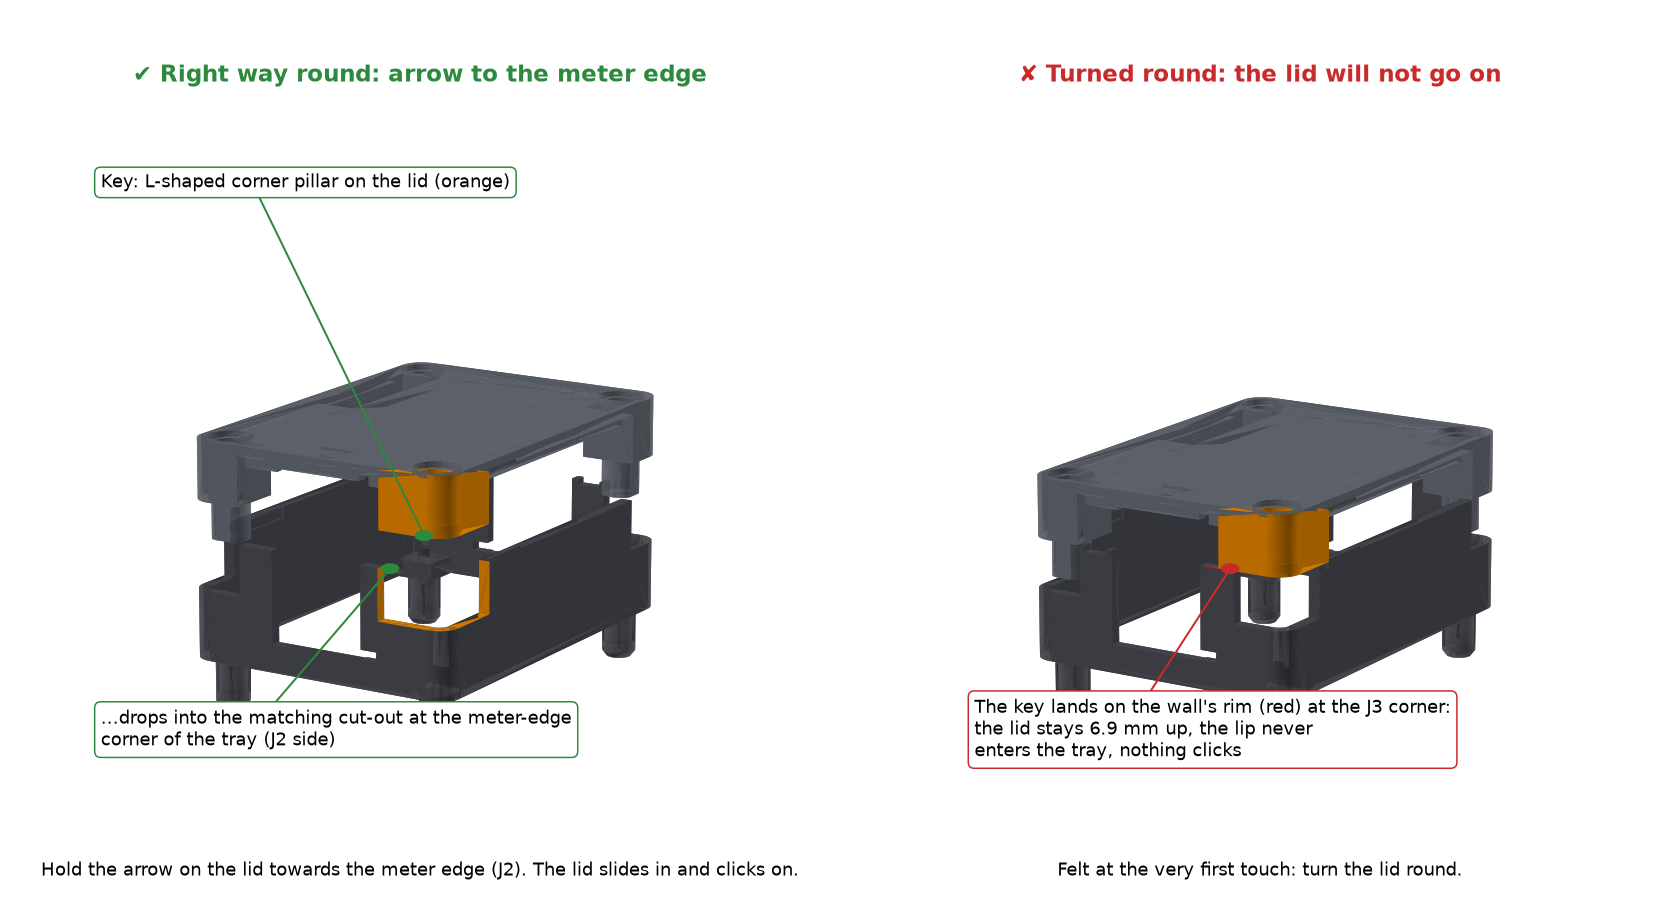 ✔ Right way round: arrow to the meter edge
Key: L-shaped corner pillar on the lid (orange)
...drops into the matching cut-out at the meter-edge
corner of the tray (J2 side)
Hold the arrow on the lid towards the meter edge (J2). The lid slides in and clicks on.
✘ Turned round: the lid will not go on
The key lands on the wall's rim (red) at the J3 corner:
the lid stays 6.9 mm up, the lip never
enters the tray, nothing clicks
Felt at the very first touch: turn the lid round.